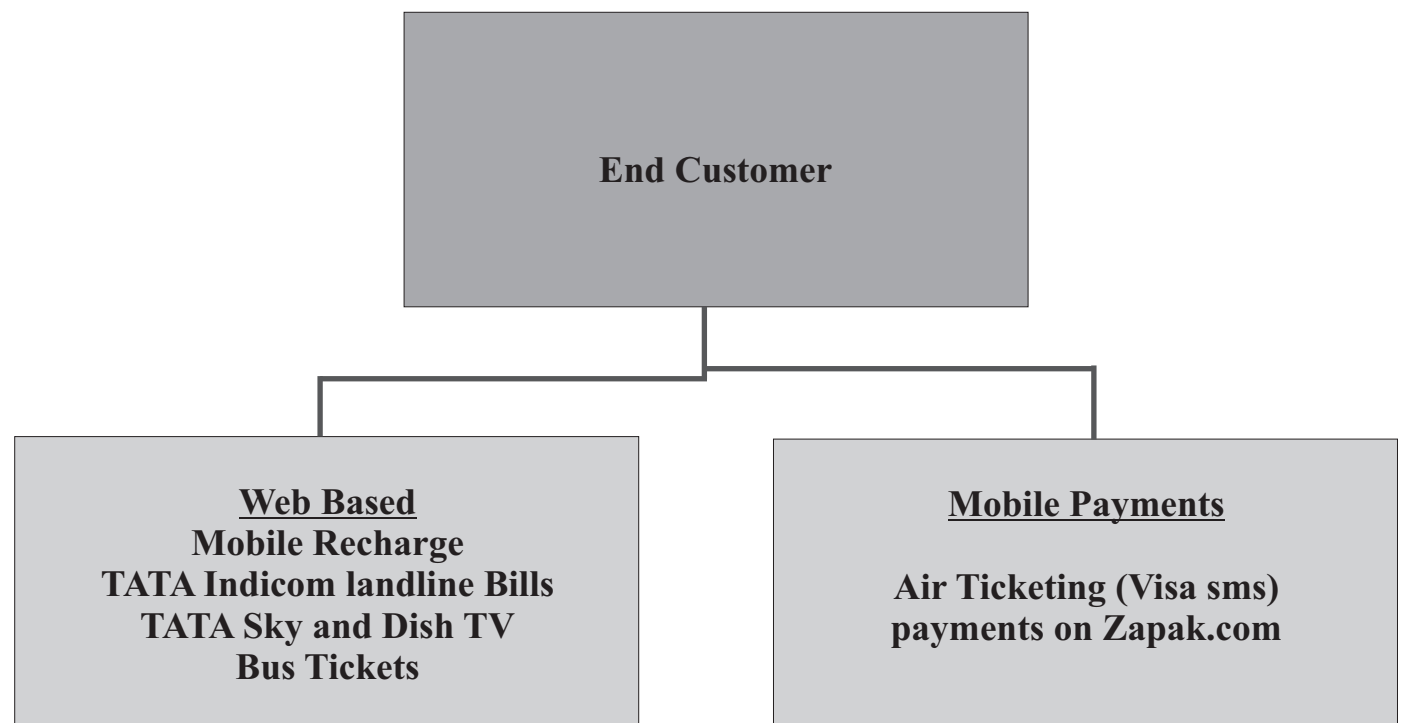 End Customer
Web Based
Mobile Recharge
TATA Indicom landline Bills
TATA Sky and Dish TV
Bus Tickets
Mobile Payments
Air Ticketing (Visa sms)
payments on Zapak.com